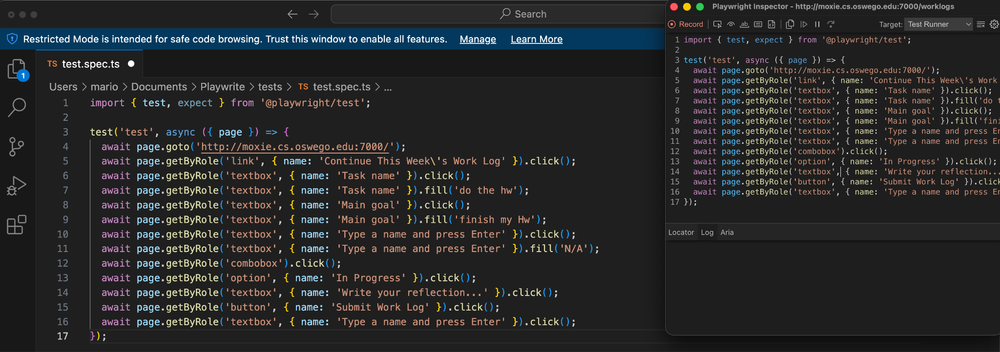 Search
Restricted Mode is intended for safe code browsing. Trust this window to enable all features. Manage Learn More
1
TS test.spec.ts
Users > mario > Documents > Playwrite > tests > TS test.spec.ts > ...
1 import { test, expect } from '@playwright/test';
2
3 test('test', async ({ page }) => {
4 await page.goto('http://moxie.cs.oswego.edu:7000/');
5 await page.getByRole('link', { name: 'Continue This Week\'s Work Log' }).click();
6 await page.getByRole('textbox', { name: 'Task name' }).click();
7 await page.getByRole('textbox', { name: 'Task name' }).fill('do the hw');
8 await page.getByRole('textbox', { name: 'Main goal' }).click();
9 await page.getByRole('textbox', { name: 'Main goal' }).fill('finish my Hw');
10 await page.getByRole('textbox', { name: 'Type a name and press Enter' }).click();
11 await page.getByRole('textbox', { name: 'Type a name and press Enter' }).fill('N/A');
12 await page.getByRole('combobox').click();
13 await page.getByRole('option', { name: 'In Progress' }).click();
14 await page.getByRole('textbox', { name: 'Write your reflection...' }).click();
15 await page.getByRole('button', { name: 'Submit Work Log' }).click();
16 await page.getByRole('textbox', { name: 'Type a name and press Enter' }).click();
17 });
Playwright Inspector - http://moxie.cs.oswego.edu:7000/worklogs
Record ab Target: Test Runner
1 import { test, expect } from '@playwright/test';
2
3 test('test', async ({ page }) => {
4 await page.goto('http://moxie.cs.oswego.edu:7000/');
5 await page.getByRole('link', { name: 'Continue This Week\'s Work
6 await page.getByRole('textbox', { name: 'Task name' }).click();
7 await page.getByRole('textbox', { name: 'Task name' }).fill('do t
8 await page.getByRole('textbox', { name: 'Main goal' }).click();
9 await page.getByRole('textbox', { name: 'Main goal' }).fill('fini
10 await page.getByRole('textbox', { name: 'Type a name and press En
11 await page.getByRole('textbox', { name: 'Type a name and press En
12 await page.getByRole('combobox').click();
13 await page.getByRole('option', { name: 'In Progress' }).click();
14 await page.getByRole('textbox', { name: 'Write your reflection...
15 await page.getByRole('button', { name: 'Submit Work Log' }).click
16 await page.getByRole('textbox', { name: 'Type a name and press En
17 });
Locator Log Aria